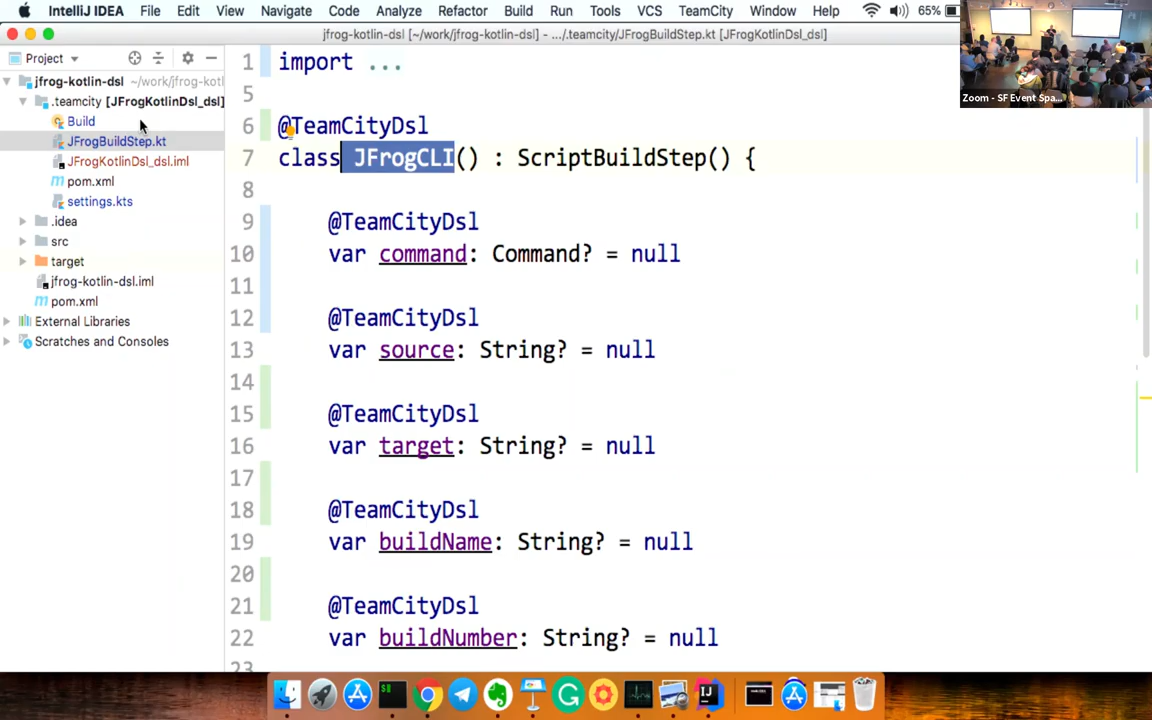 IntelliJ IDEA File Edit View Navigate Code Analyze Refactor Build Run Tools VCS TeamCity Window Help 65%
jfrog-kotlin-dsl [~/work/jfrog-kotlin-dsl] - .../.teamcity/JFrogBuildStep.kt [JFrogKotlinDsl_dsl]
Zoom - SF Event Spa...
Project
jfrog-kotlin-dsl ~/work/jfrog-kotl
.teamcity [JFrogKotlinDsl_dsl]
Build
JFrogBuildStep.kt
JFrogKotlinDsl_dsl.iml
pom.xml
settings.kts
.idea
src
target
jfrog-kotlin-dsl.iml
pom.xml
External Libraries
Scratches and Consoles
1 import ...
5
6 @TeamCityDsl
7 class JFrogCLI() : ScriptBuildStep() {
8
9 @TeamCityDsl
10 var command: Command? = null
11
12 @TeamCityDsl
13 var source: String? = null
14
15 @TeamCityDsl
16 var target: String? = null
17
18 @TeamCityDsl
19 var buildName: String? = null
20
21 @TeamCityDsl
22 var buildNumber: String? = null
23